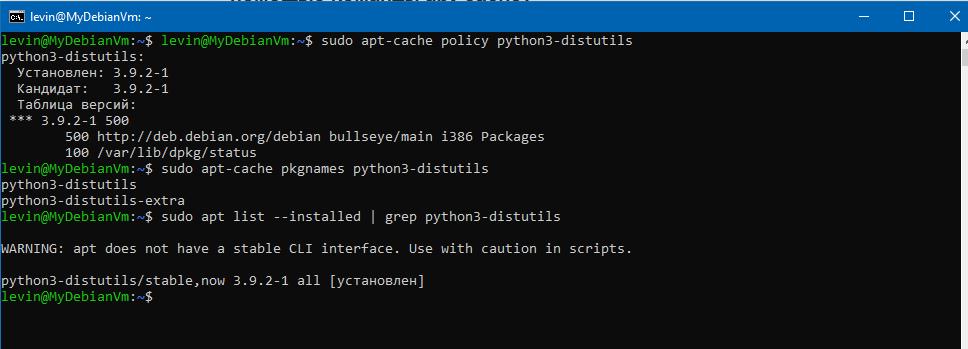 levin@MyDebianVm: ~
levin@MyDebianVm:~$ levin@MyDebianVm:~$ sudo apt-cache policy python3-distutils
python3-distutils:
  Установлен: 3.9.2-1
  Кандидат:   3.9.2-1
  Таблица версий:
 *** 3.9.2-1 500
        500 http://deb.debian.org/debian bullseye/main i386 Packages
        100 /var/lib/dpkg/status
levin@MyDebianVm:~$ sudo apt-cache pkgnames python3-distutils
python3-distutils
python3-distutils-extra
levin@MyDebianVm:~$ sudo apt list --installed | grep python3-distutils

WARNING: apt does not have a stable CLI interface. Use with caution in scripts.

python3-distutils/stable,now 3.9.2-1 all [установлен]
levin@MyDebianVm:~$